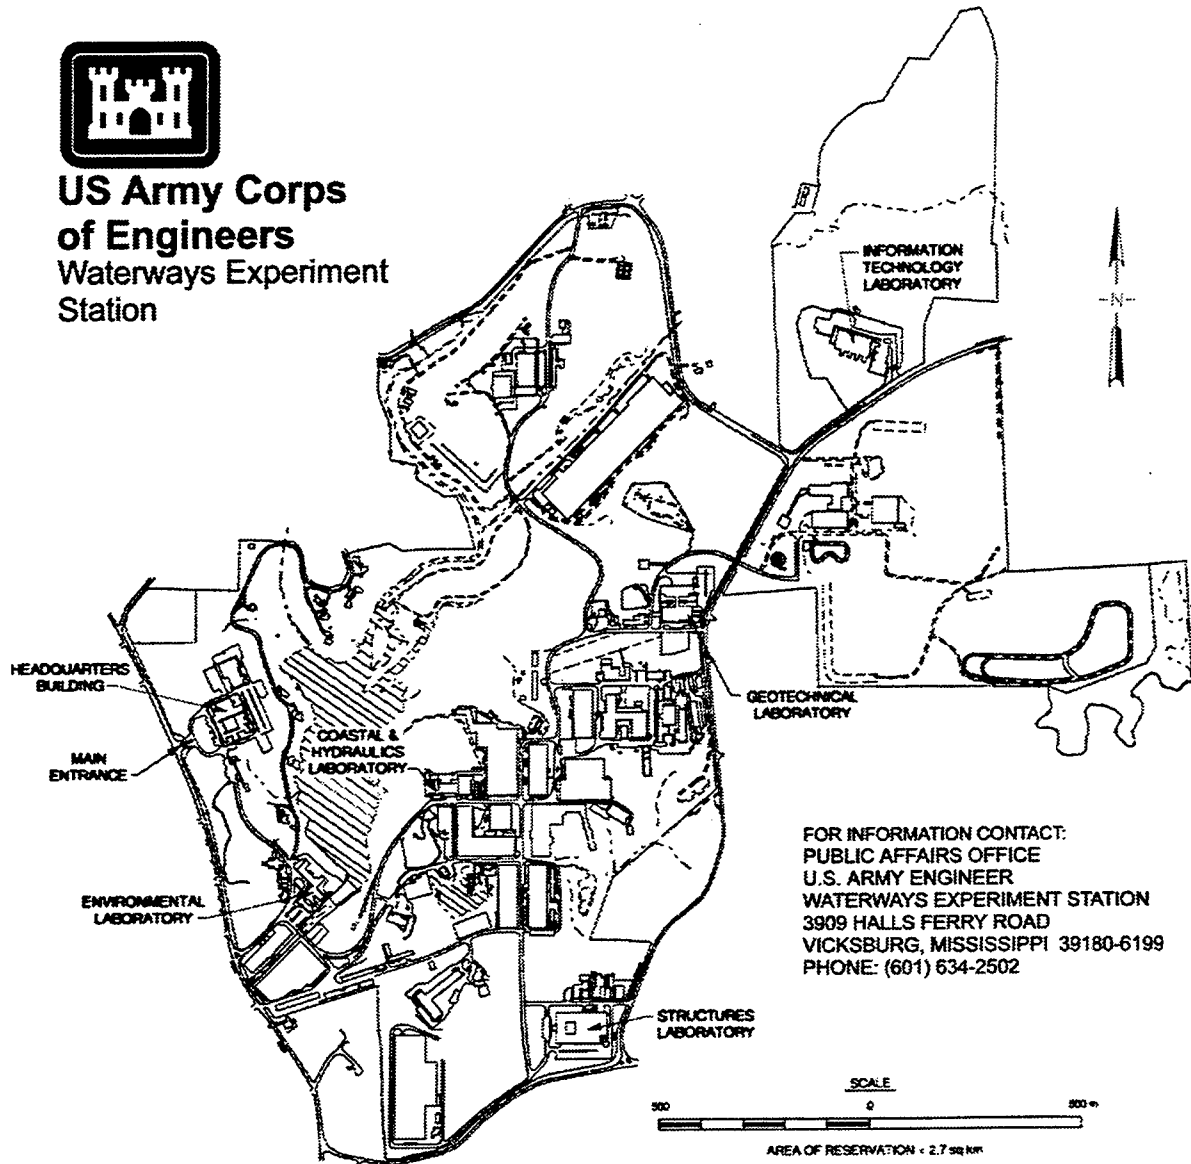 US Army Corps
of Engineers
Waterways Experiment
Station
INFORMATION
TECHNOLOGY
LABORATORY
N
HEADQUARTERS
BUILDING
MAIN
ENTRANCE
COASTAL &
HYDRAULICS
LABORATORY
GEOTECHNICAL
LABORATORY
ENVIRONMENTAL
LABORATORY
STRUCTURES
LABORATORY
FOR INFORMATION CONTACT:
PUBLIC AFFAIRS OFFICE
U.S. ARMY ENGINEER
WATERWAYS EXPERIMENT STATION
3909 HALLS FERRY ROAD
VICKSBURG, MISSISSIPPI 39180-6199
PHONE: (601) 634-2502
SCALE
500 0 500 m
AREA OF RESERVATION = 2.7 sq km